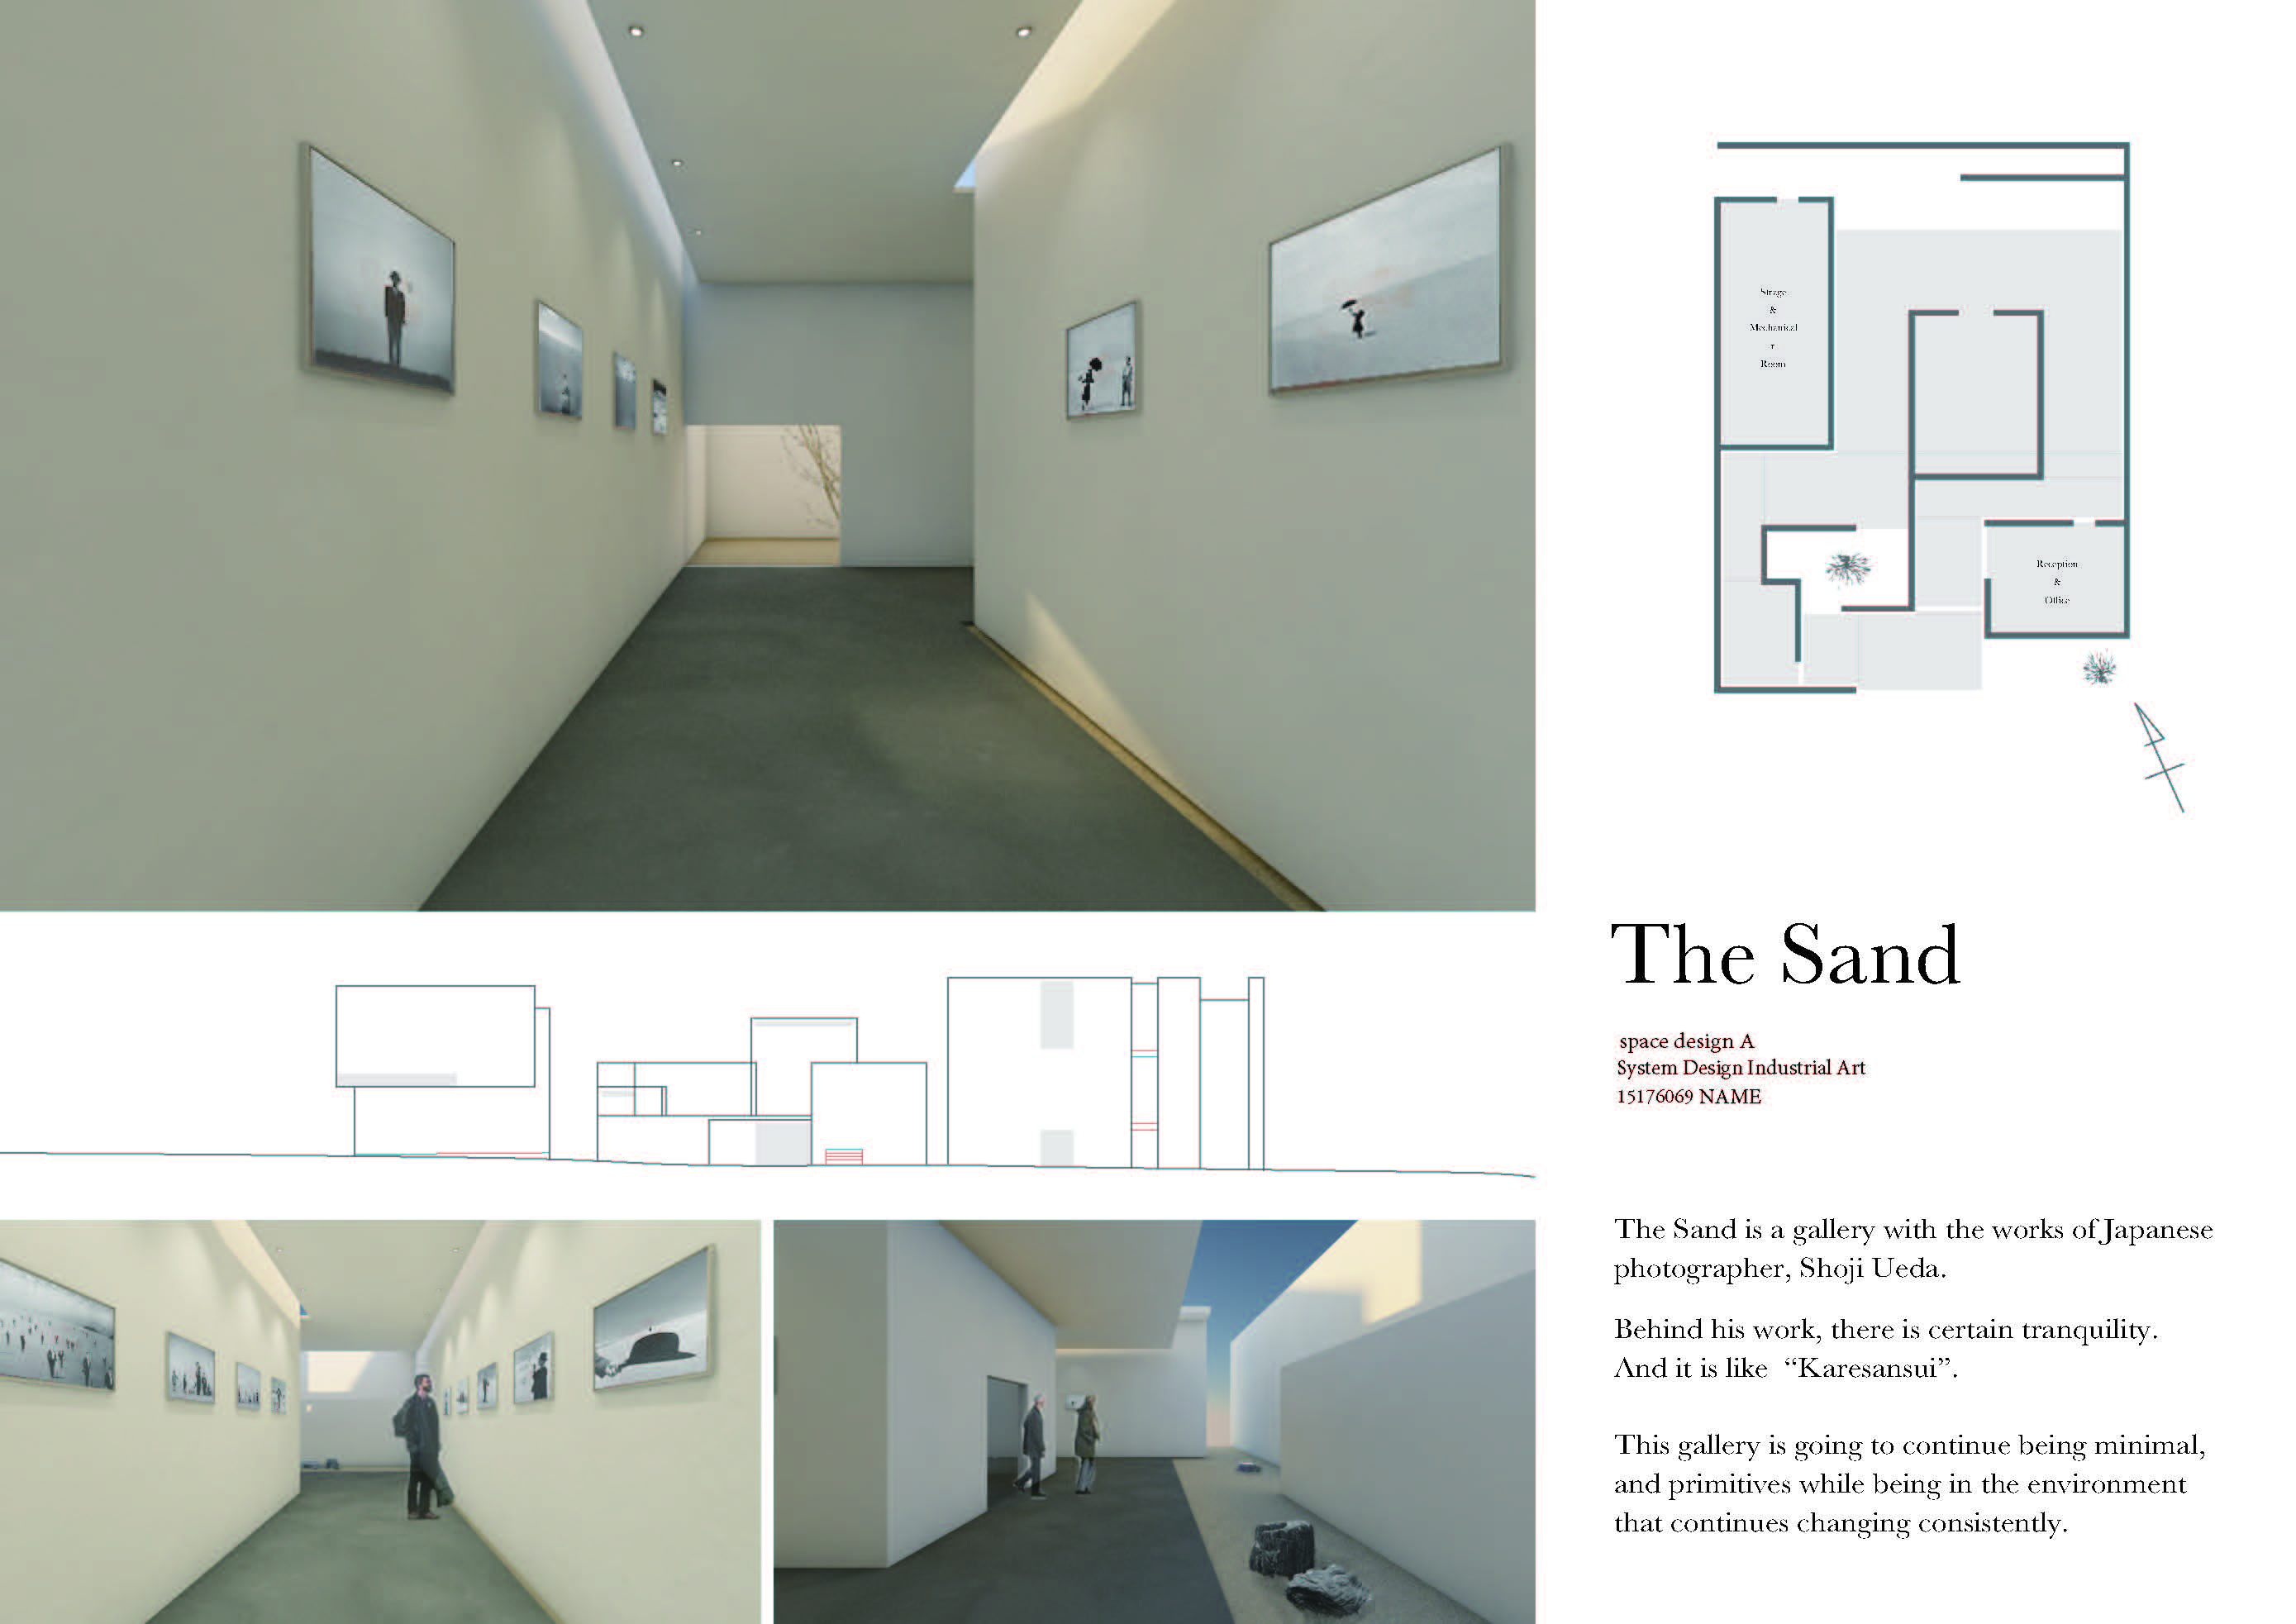 Strage
&
Mechanical
r
Room
Reception
&
Office
The Sand
space design A
System Design Industrial Art
15176069 NAME
The Sand is a gallery with the works of Japanese
photographer, Shoji Ueda.
Behind his work, there is certain tranquility.
And it is like “Karesansui”.
This gallery is going to continue being minimal,
and primitives while being in the environment
that continues changing consistently.